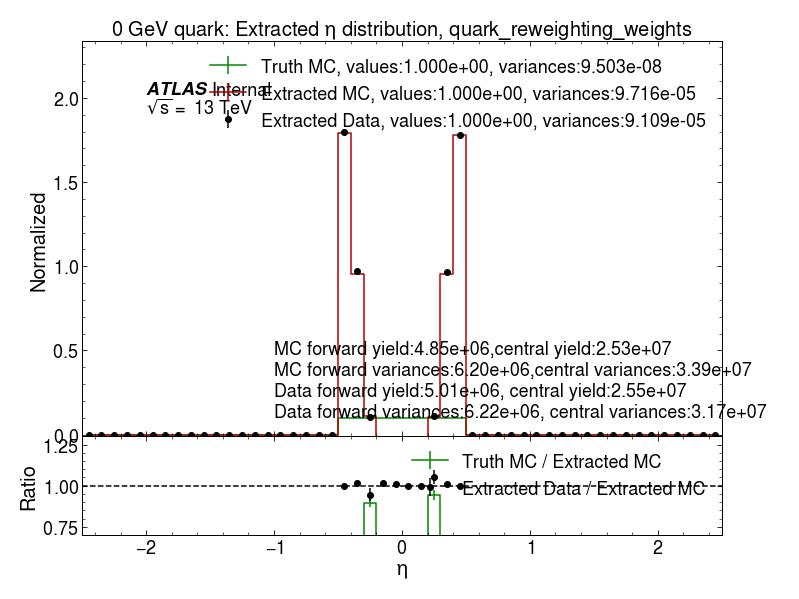 0 GeV quark: Extracted η distribution, quark_reweighting_weights
Truth MC, values:1.000e+00, variances:9.503e-08
ATLAS Internal
Extracted MC, values:1.000e+00, variances:9.716e-05
√s = 13 TeV
Extracted Data, values:1.000e+00, variances:9.109e-05
Normalized
2.0
1.5
1.0
0.5
0.0
MC forward yield:4.85e+06,central yield:2.53e+07
MC forward variances:6.20e+06,central variances:3.39e+07
Data forward yield:5.01e+06, central yield:2.55e+07
Data forward variances:6.22e+06, central variances:3.17e+07
Ratio
1.25
1.00
0.75
Truth MC / Extracted MC
Extracted Data / Extracted MC
−2 −1 0 1 2
η